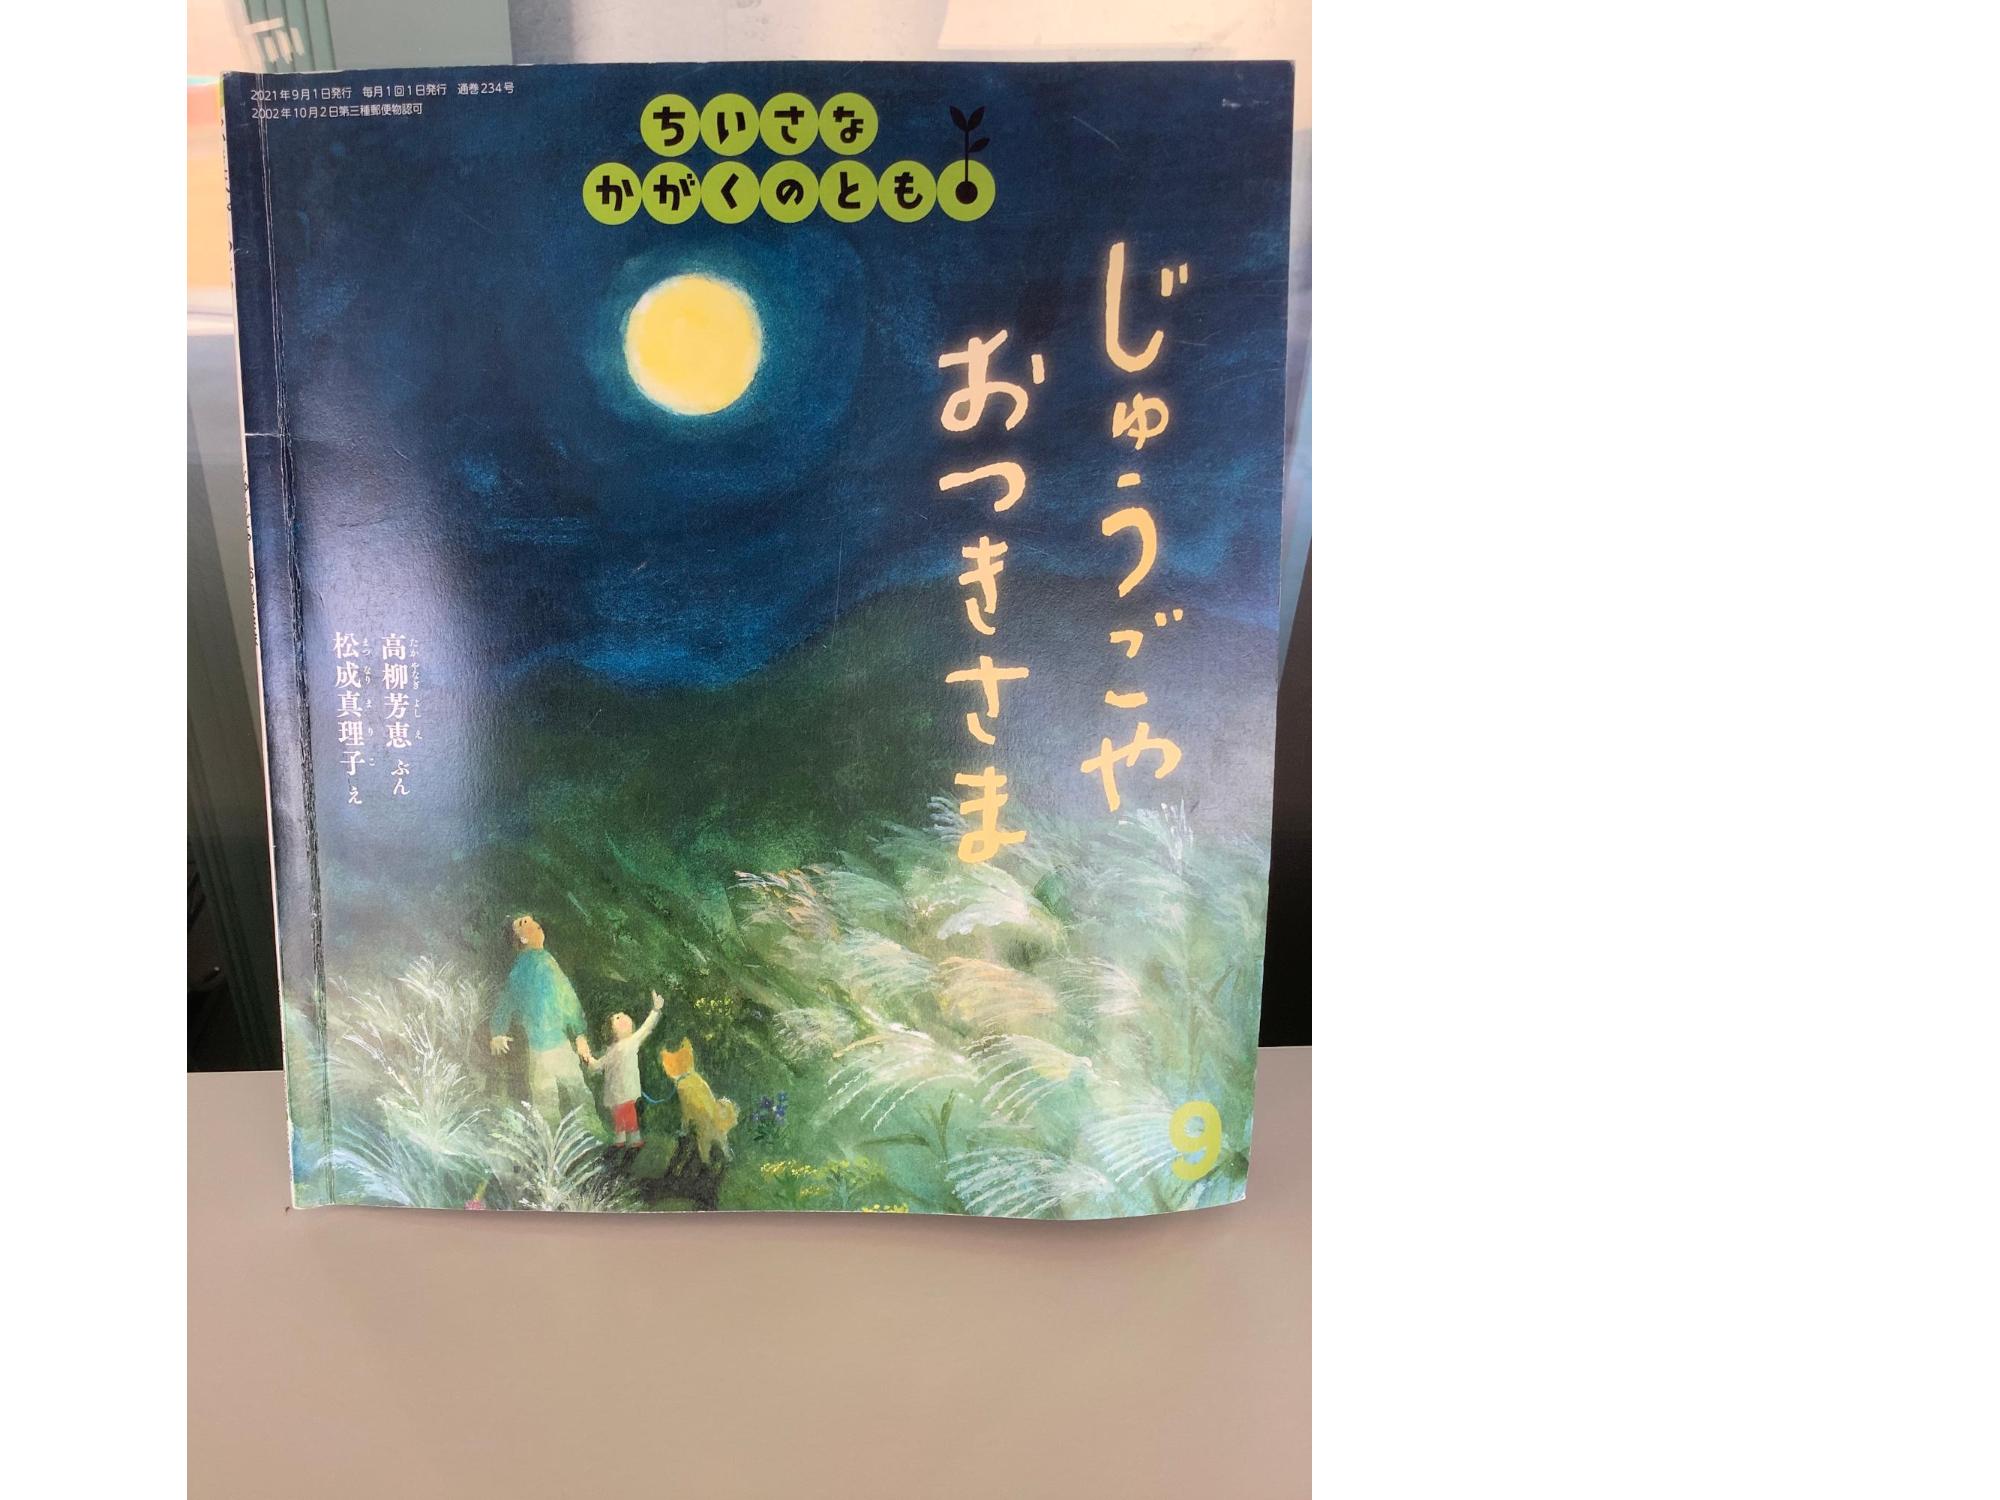 2021年9月1日発行　毎月1回1日発行　通巻234号
2002年10月2日第三種郵便物認可
ちいさな
かがくのとも
じゅうごや
おつきさま
たかやなぎよしえ
高柳芳恵 ぶん
まつなりまりこ
松成真理子 え
9